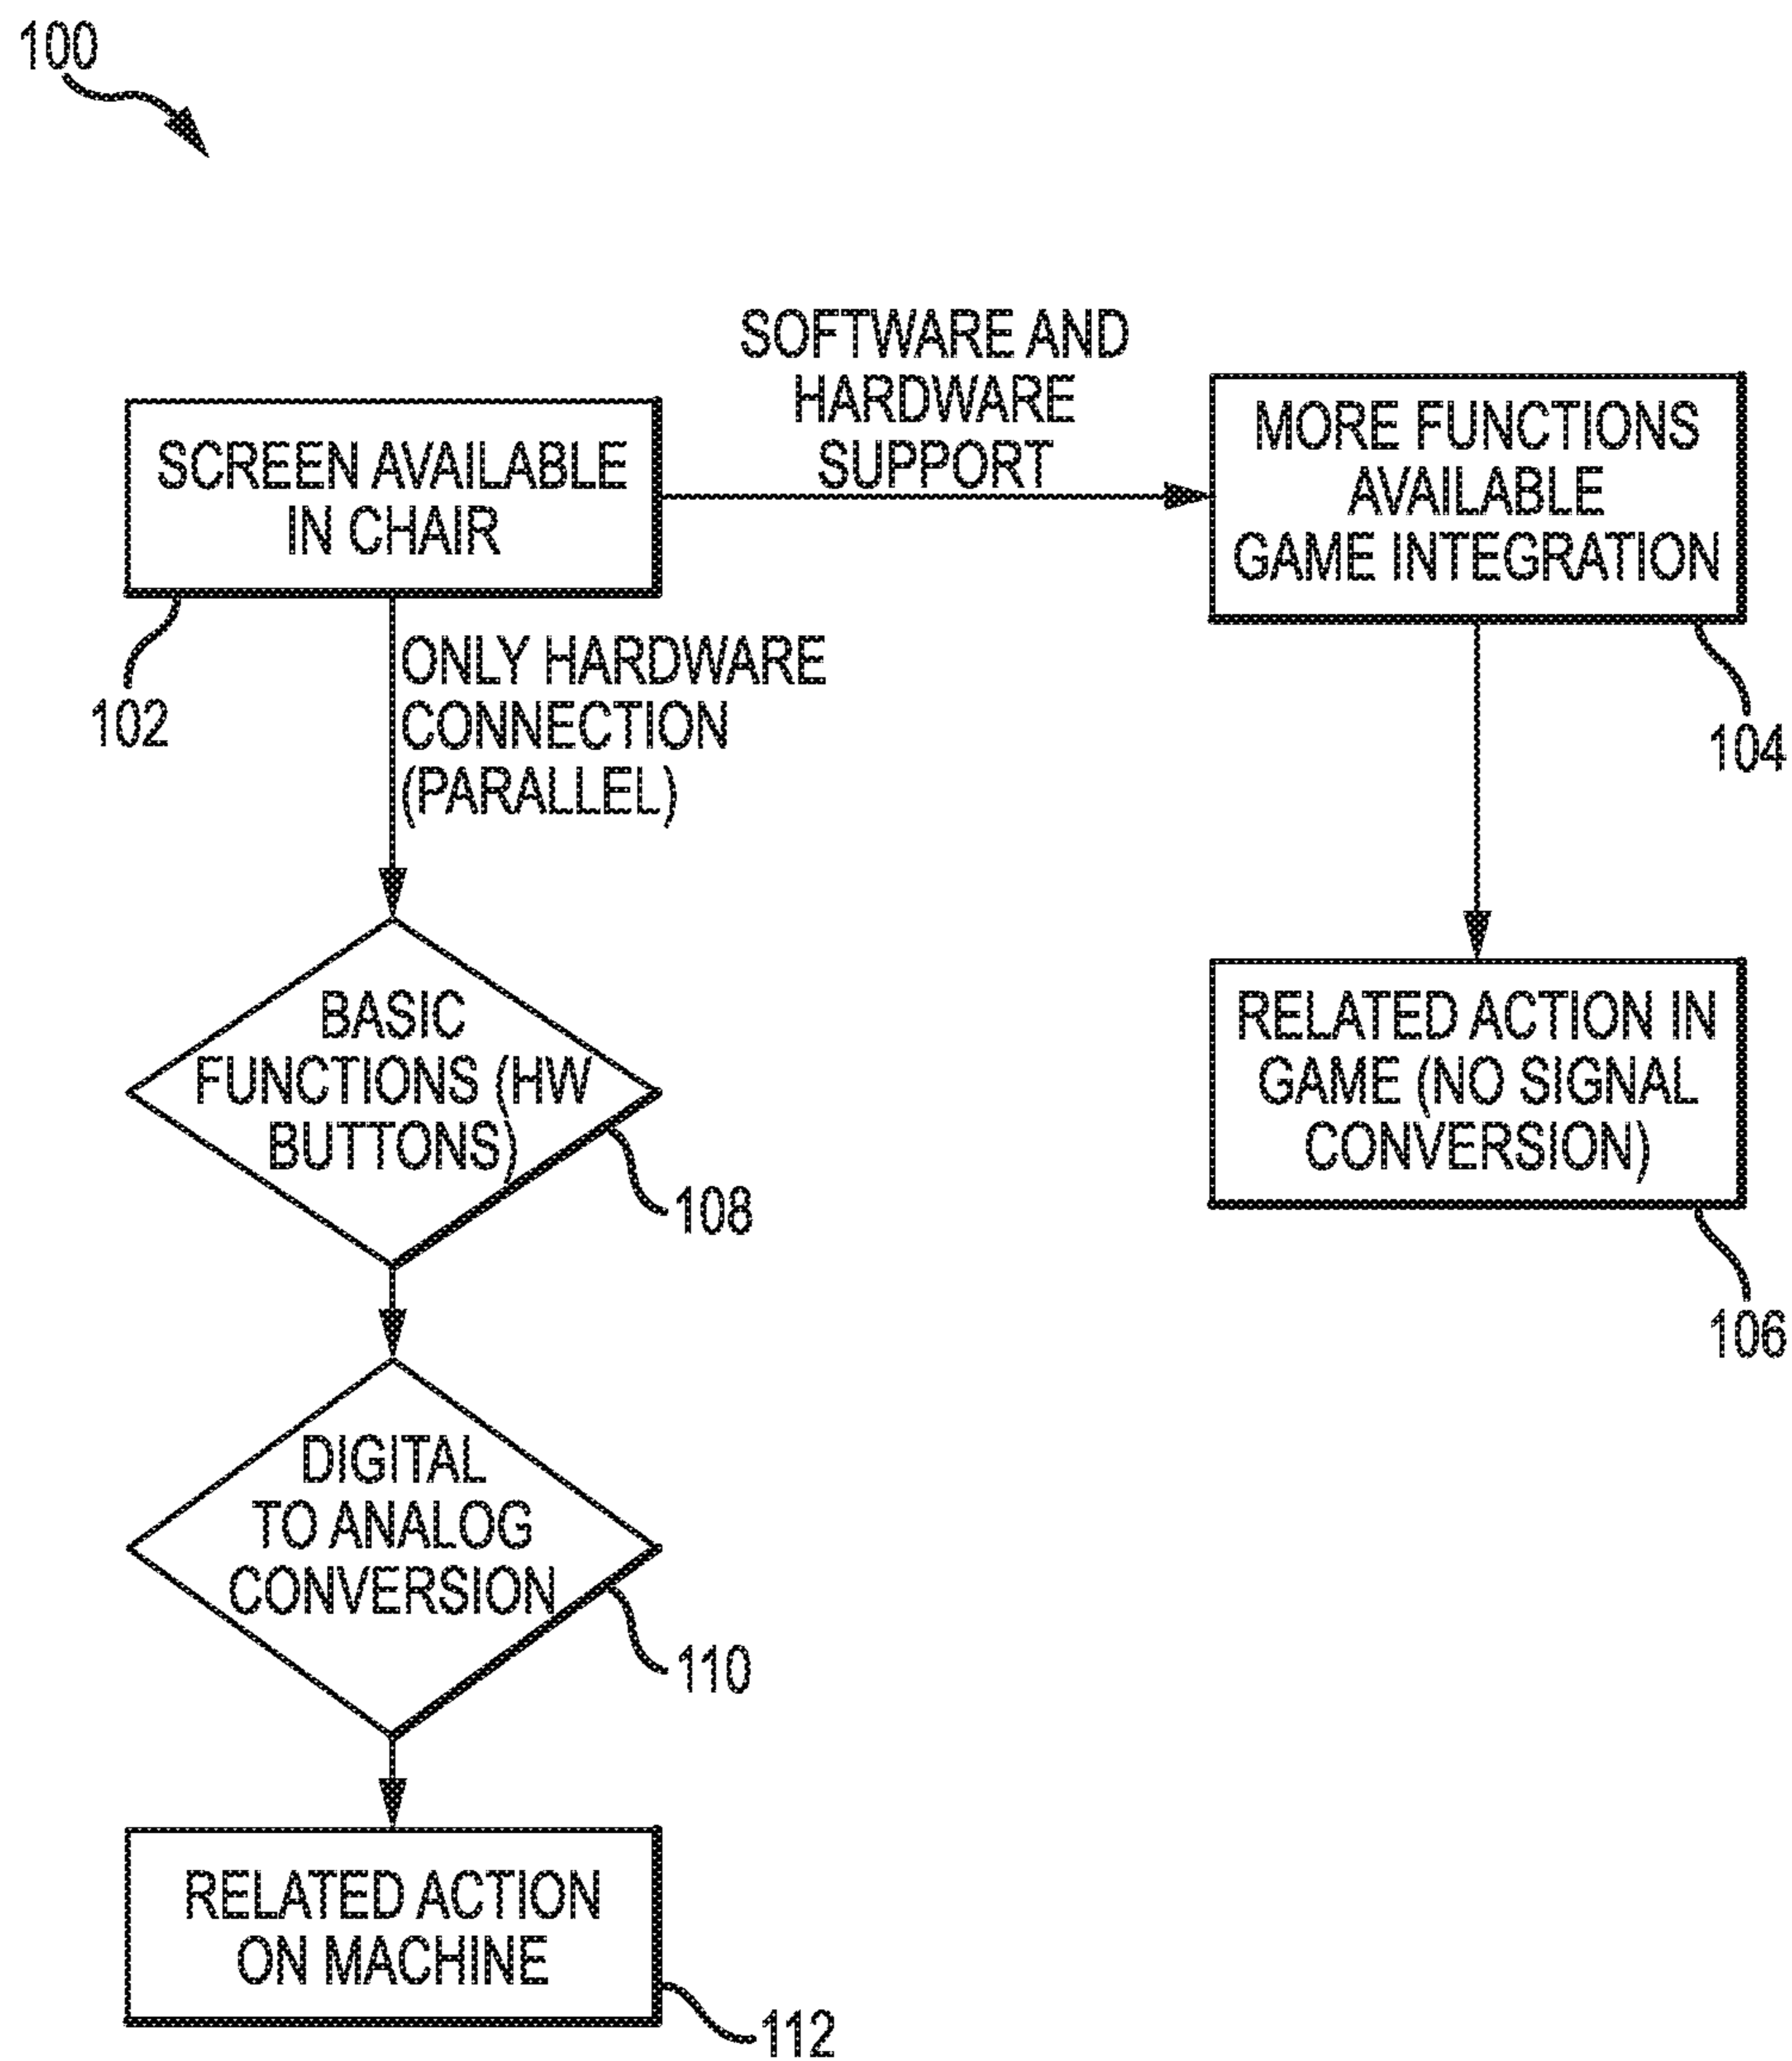 100
SOFTWARE AND
HARDWARE
SUPPORT
SCREEN AVAILABLE
IN CHAIR
102
MORE FUNCTIONS
AVAILABLE
GAME INTEGRATION
104
ONLY HARDWARE
CONNECTION
(PARALLEL)
BASIC
FUNCTIONS (HW
BUTTONS)
108
RELATED ACTION IN
GAME (NO SIGNAL
CONVERSION)
106
DIGITAL
TO ANALOG
CONVERSION
110
RELATED ACTION
ON MACHINE
112